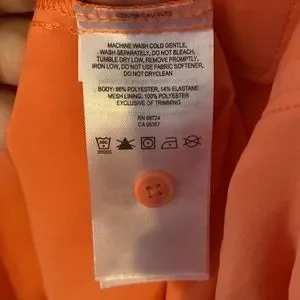 MACHINE WASH COLD GENTLE,
WASH SEPARATELY, DO NOT BLEACH,
TUMBLE DRY LOW, REMOVE PROMPTLY,
IRON LOW, DO NOT USE FABRIC SOFTENER,
DO NOT DRYCLEAN
BODY: 86% POLYESTER, 14% ELASTANE
MESH LINING: 100% POLYESTER
EXCLUSIVE OF TRIMMING
RN 69724
CA 05357